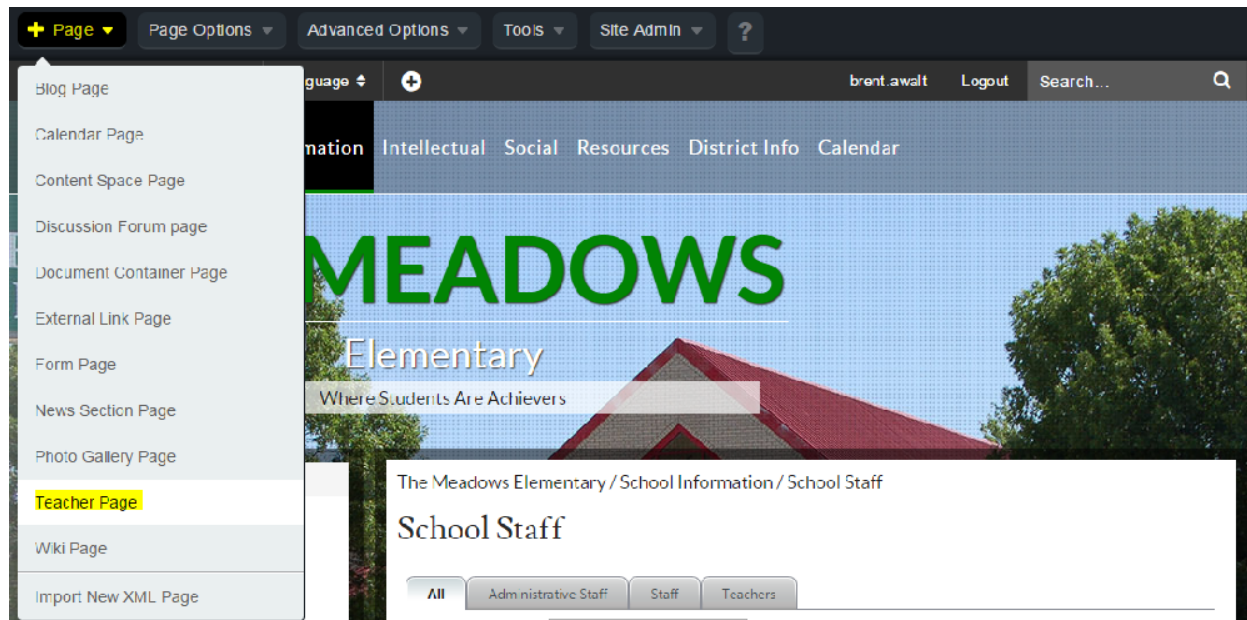 + Page Page Options Advanced Options Tools Site Admin ?
guage brent.awalt Logout Search...
mation Intellectual Social Resources District Info Calendar
Blog Page
Calendar Page
Content Space Page
Discussion Forum page
Document Container Page
External Link Page
Form Page
News Section Page
Photo Gallery Page
Teacher Page
Wiki Page
Import New XML Page
MEADOWS
Elementary
Where Students Are Achievers
The Meadows Elementary / School Information / School Staff
School Staff
All Administrative Staff Staff Teachers